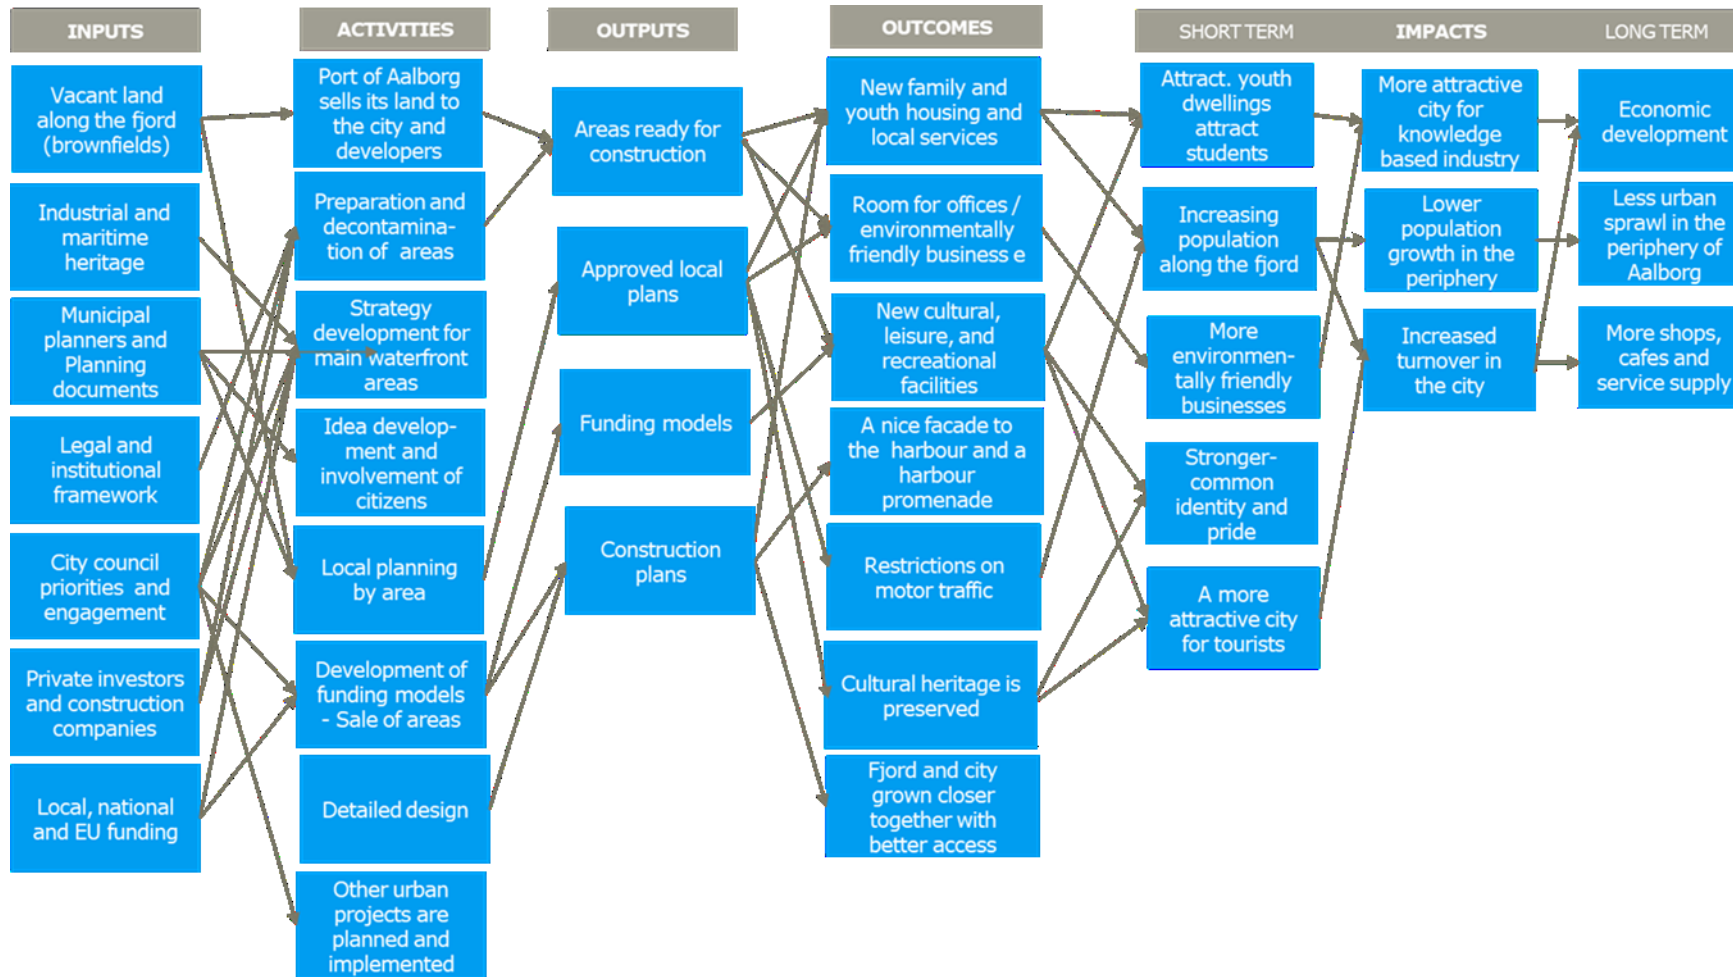 INPUTS
ACTIVITIES
OUTPUTS
OUTCOMES
SHORT TERM
IMPACTS
LONG TERM
Vacant land
along the fjord
(brownfields)
Industrial and
maritime
heritage
Municipal
planners and
Planning
documents
Legal and
institutional
framework
City council
priorities and
engagement
Private investors
and construction
companies
Local, national
and EU funding
Port of Aalborg
sells its land to
the city and
developers
Preparation and
decontamina-
tion of areas
Strategy
development for
main waterfront
areas
Idea develop-
ment and
involvement of
citizens
Local planning
by area
Development of
funding models
- Sale of areas
Detailed design
Other urban
projects are
planned and
implemented
Areas ready for
construction
Approved local
plans
Funding models
Construction
plans
New family and
youth housing and
local services
Room for offices /
environmentally
friendly business e
New cultural,
leisure, and
recreational
facilities
A nice facade to
the harbour and a
harbour
promenade
Restrictions on
motor traffic
Cultural heritage is
preserved
Fjord and city
grown closer
together with
better access
Attract. youth
dwellings
attract
students
Increasing
population
along the fjord
More
environmen-
tally friendly
businesses
Stronger-
common
identity and
pride
A more
attractive city
for tourists
More attractive
city for
knowledge
based industry
Lower
population
growth in the
periphery
Increased
turnover in
the city
Economic
development
Less urban
sprawl in the
periphery of
Aalborg
More shops,
cafes and
service supply